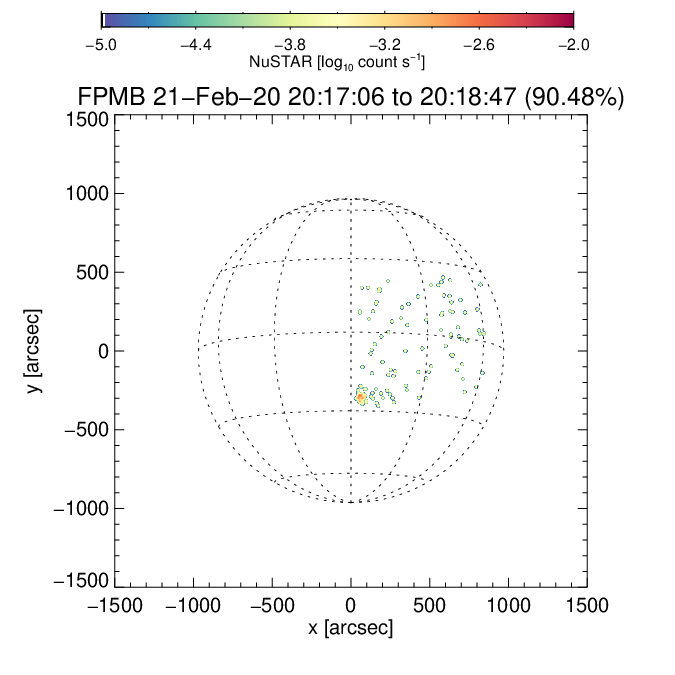 −5.0 −4.4 −3.8 −3.2 −2.6 −2.0
NuSTAR [log10 count s−1]
FPMB 21−Feb−20 20:17:06 to 20:18:47 (90.48%)
1500
1000
500
0
−500
−1000
−1500
y [arcsec]
−1500 −1000 −500 0 500 1000 1500
x [arcsec]